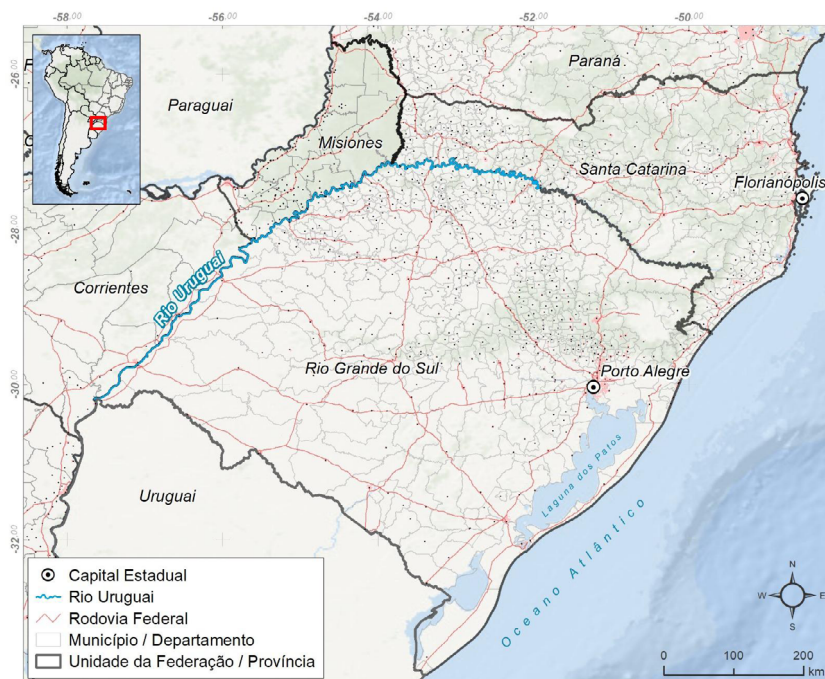 -58.00
-56.00
-54.00
-52.00
-50.00
-26.00
-28.00
-30.00
-32.00
Paraguai
Misiones
Paraná
Santa Catarina
Florianópolis
Corrientes
Rio Uruguai
Rio Grande do Sul
Porto Alegre
Uruguai
Laguna dos Patos
Oceano Atlântico
Capital Estadual
Rio Uruguai
Rodovia Federal
Município / Departamento
Unidade da Federação / Província
N
W
E
S
0 100 200
km